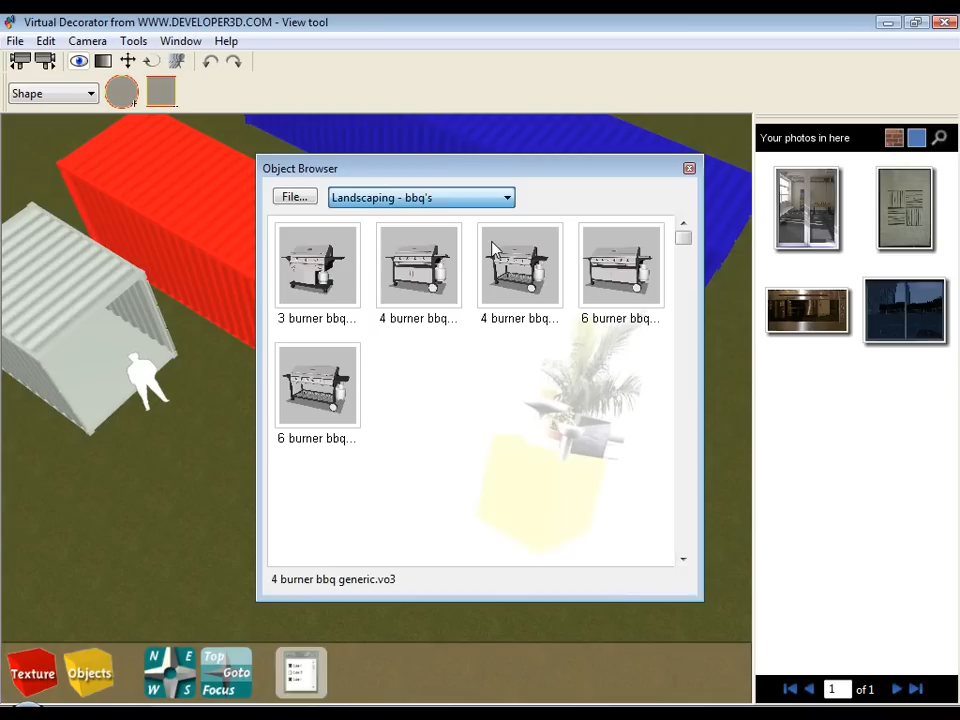 Virtual Decorator from WWW.DEVELOPER3D.COM - View tool
File Edit Camera Tools Window Help
Shape
Your photos in here
Object Browser
File... Landscaping - bbq's
3 burner bbq... 4 burner bbq... 4 burner bbq... 6 burner bbq...
6 burner bbq...
4 burner bbq generic.vo3
Texture Objects N E W S Top Goto Focus
1 of 1